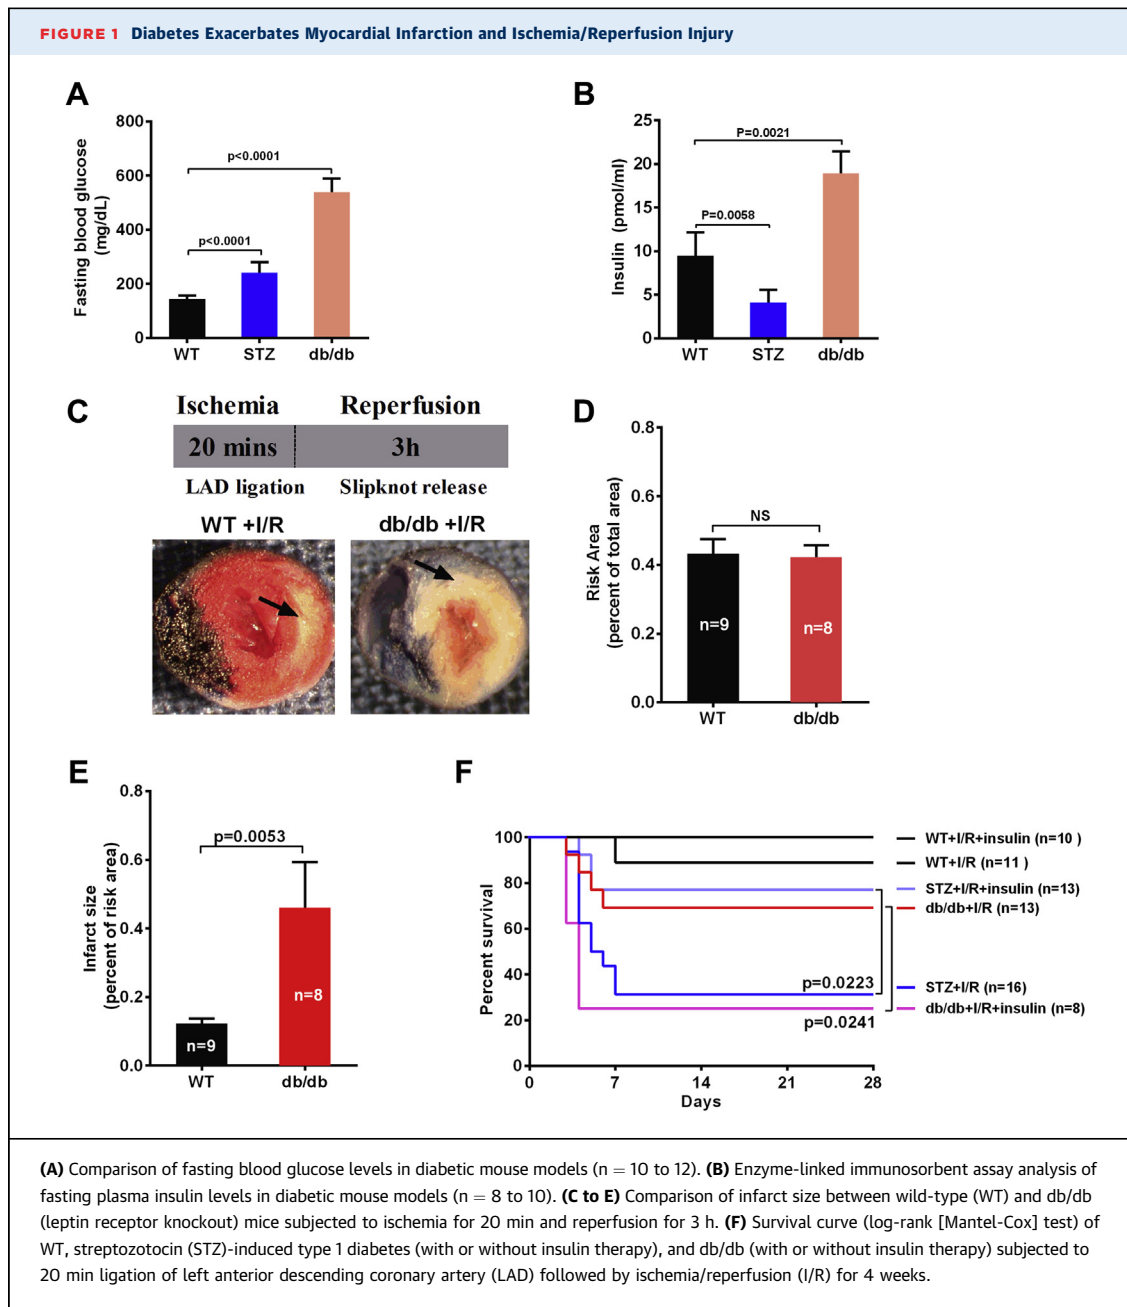 FIGURE 1 Diabetes Exacerbates Myocardial Infarction and Ischemia/Reperfusion Injury
A
Fasting blood glucose
(mg/dL)
800
600
400
200
0
p<0.0001
p<0.0001
WT STZ db/db
B
Insulin (pmol/ml)
25
20
15
10
5
0
P=0.0021
P=0.0058
WT STZ db/db
C
Ischemia Reperfusion
20 mins 3h
LAD ligation Slipknot release
WT +I/R db/db +I/R
D
Risk Area
(percent of total area)
0.8
0.6
0.4
0.2
0.0
NS
n=9 n=8
WT db/db
E
Infarct size
(percent of risk area)
0.8
0.6
0.4
0.2
0.0
p=0.0053
n=8
n=9
WT db/db
F
Percent survival
100
80
60
40
20
0
0 7 14 21 28
Days
WT+I/R+insulin (n=10 )
WT+I/R (n=11 )
STZ+I/R+insulin (n=13)
db/db+I/R (n=13)
p=0.0223
STZ+I/R (n=16)
db/db+I/R+insulin (n=8)
p=0.0241
(A) Comparison of fasting blood glucose levels in diabetic mouse models (n = 10 to 12). (B) Enzyme-linked immunosorbent assay analysis of
fasting plasma insulin levels in diabetic mouse models (n = 8 to 10). (C to E) Comparison of infarct size between wild-type (WT) and db/db
(leptin receptor knockout) mice subjected to ischemia for 20 min and reperfusion for 3 h. (F) Survival curve (log-rank [Mantel-Cox] test) of
WT, streptozotocin (STZ)-induced type 1 diabetes (with or without insulin therapy), and db/db (with or without insulin therapy) subjected to
20 min ligation of left anterior descending coronary artery (LAD) followed by ischemia/reperfusion (I/R) for 4 weeks.